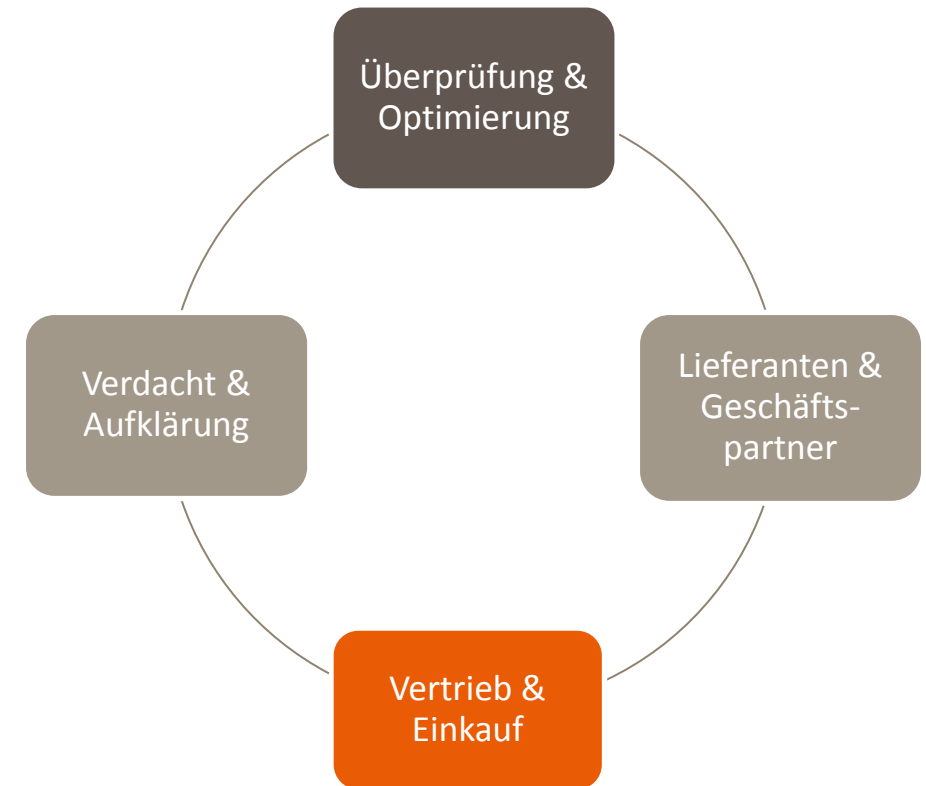 Überprüfung &
Optimierung
Verdacht &
Aufklärung
Lieferanten &
Geschäfts-
partner
Vertrieb &
Einkauf